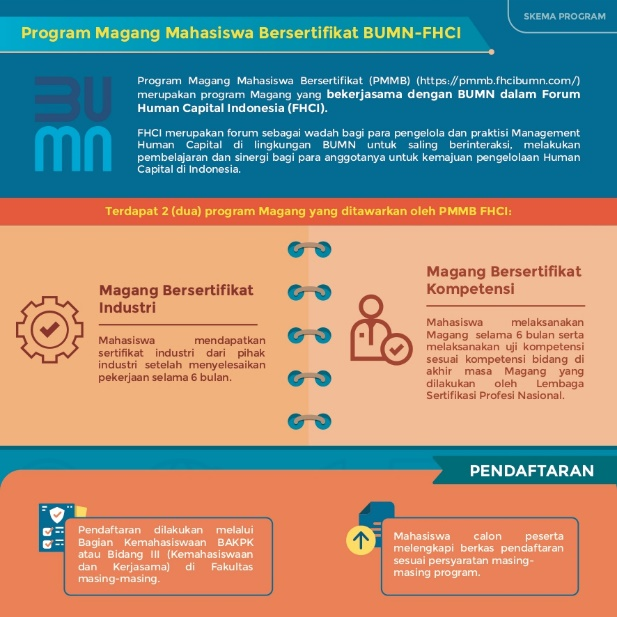 SKEMA PROGRAM
Program Magang Mahasiswa Bersertifikat BUMN-FHCI
BU
mn
Program Magang Mahasiswa Bersertifikat (PMMB) (https://pmmb.fhcibumn.com/)
merupakan program Magang yang bekerjasama dengan BUMN dalam Forum
Human Capital Indonesia (FHCI).
FHCI merupakan forum sebagai wadah bagi para pengelola dan praktisi Management
Human Capital di lingkungan BUMN untuk saling berinteraksi, melakukan
pembelajaran dan sinergi bagi para anggotanya untuk kemajuan pengelolaan Human
Capital di Indonesia.
Terdapat 2 (dua) program Magang yang ditawarkan oleh PMMB FHCI:
Magang Bersertifikat
Industri
Mahasiswa mendapatkan
sertifikat industri dari pihak
industri setelah menyelesaikan
pekerjaan selama 6 bulan.
Magang Bersertifikat
Kompetensi
Mahasiswa melaksanakan
Magang selama 6 bulan serta
melaksanakan uji kompetensi
sesuai kompetensi bidang di
akhir masa Magang yang
dilakukan oleh Lembaga
Sertifikasi Profesi Nasional.
PENDAFTARAN
Pendaftaran dilakukan melalui
Bagian Kemahasiswaan BAKPK
atau Bidang III (Kemahasiswaan
dan Kerjasama) di Fakultas
masing-masing.
Mahasiswa calon peserta
melengkapi berkas pendaftaran
sesuai persyaratan masing-
masing program.